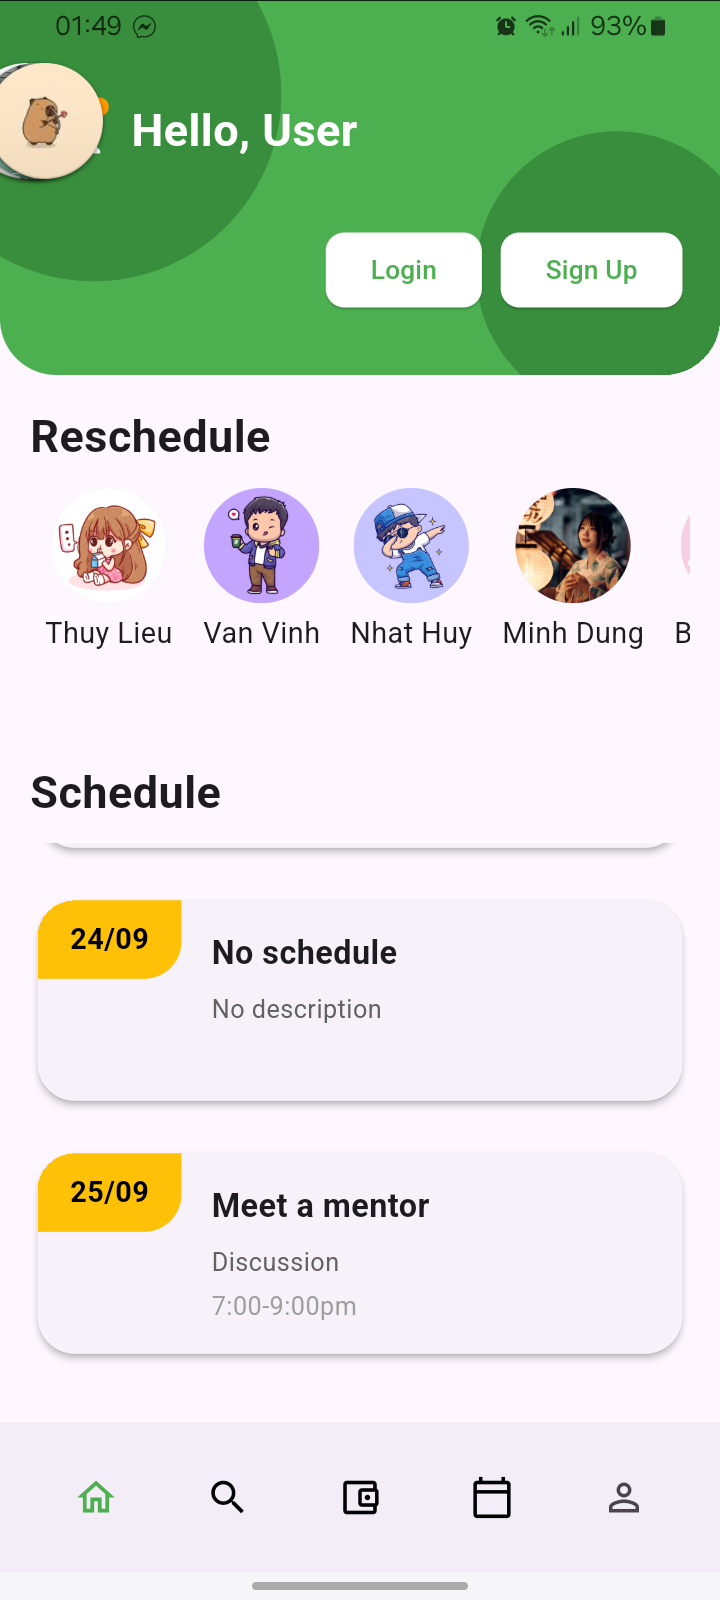 01:49
93%
Hello, User
Login
Sign Up
Reschedule
Thuy Lieu
Van Vinh
Nhat Huy
Minh Dung
B
Schedule
24/09
No schedule
No description
25/09
Meet a mentor
Discussion
7:00-9:00pm